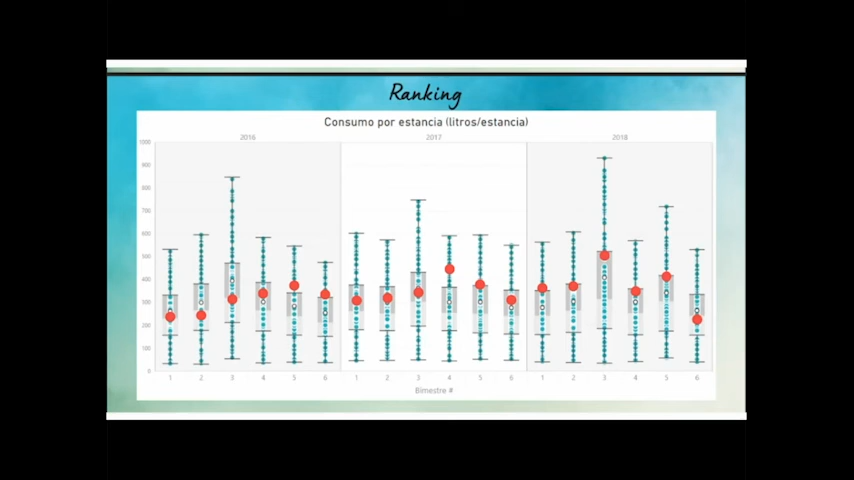 Ranking
Consumo por estancia (litros/estancia)
2016 2017 2018
1000
900
800
700
600
500
400
300
200
100
0
1 2 3 4 5 6 1 2 3 4 5 6 1 2 3 4 5 6
Bimestre #